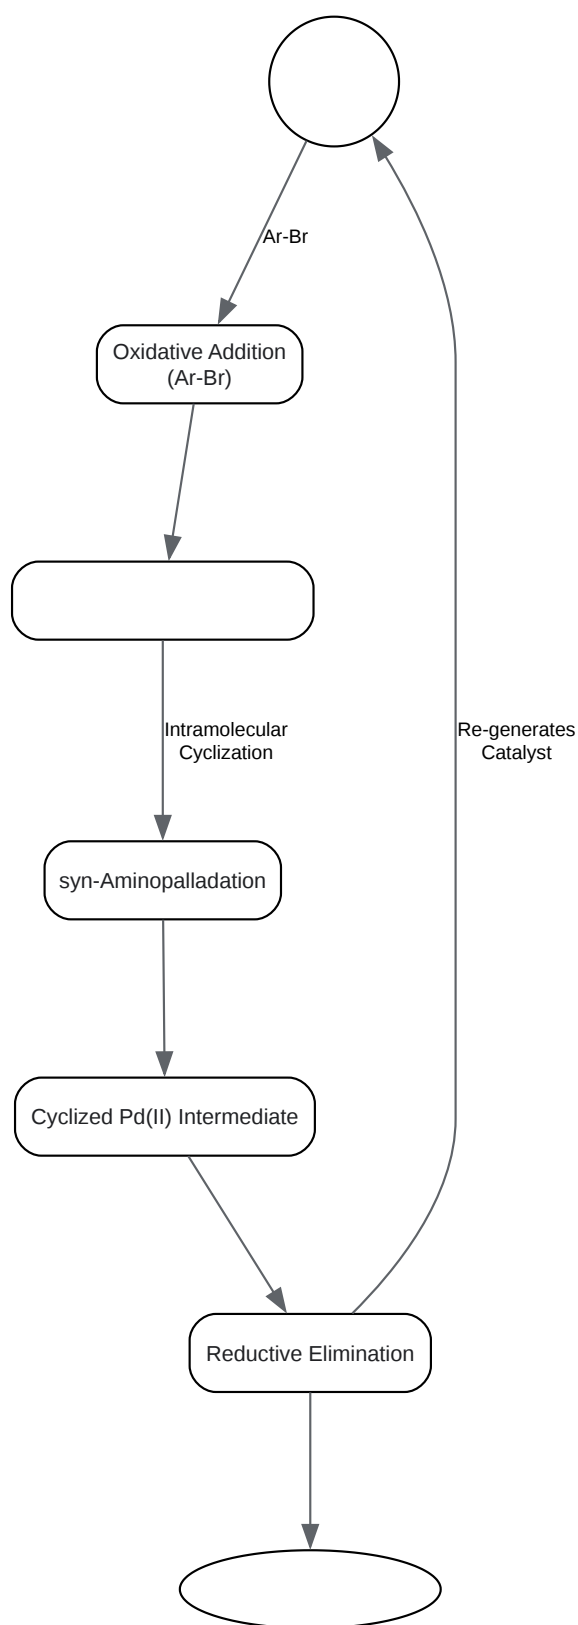 Ar-Br
Oxidative Addition
(Ar-Br)
Intramolecular
Cyclization
Re-generates
Catalyst
syn-Aminopalladation
Cyclized Pd(II) Intermediate
Reductive Elimination